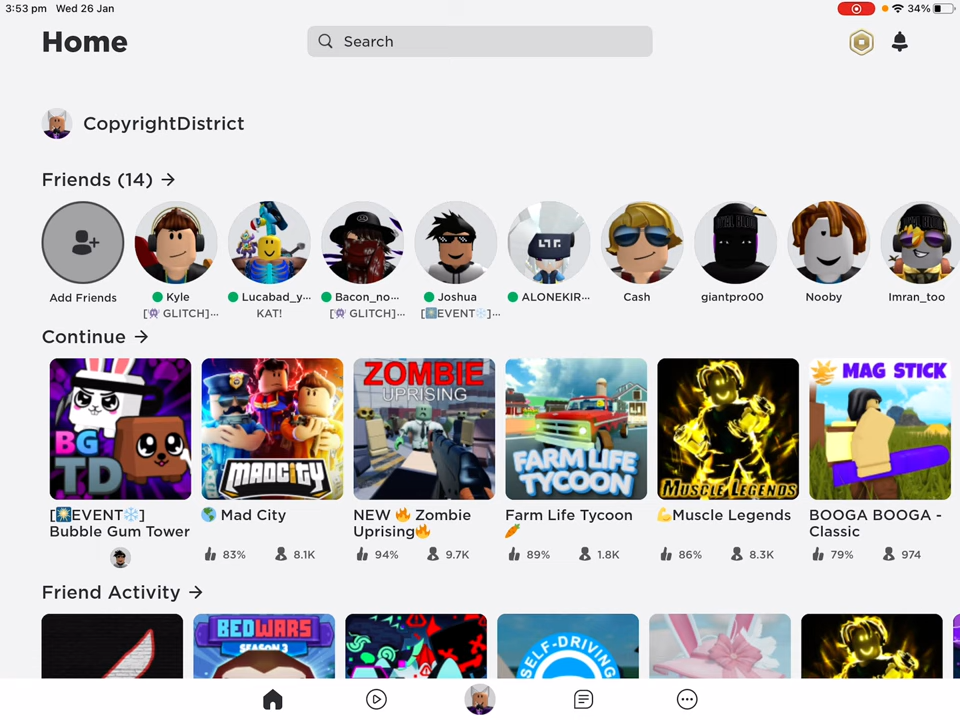 3:53 pm Wed 26 Jan
34%
Home
Search
CopyrightDistrict
Friends (14) →
Add Friends
Kyle
Lucabad_y...
Bacon_no...
Joshua
ALONEKIR...
Cash
giantpro00
Nooby
Imran_too
[👾GLITCH]...
KAT!
[👾GLITCH]...
[🎆EVENT❄️]...
Continue →
BG
TD
MADCITY
ZOMBIE
UPRISING
FARM LIFE
TYCOON
MUSCLE LEGENDS
MAG STICK
[🎆EVENT❄️]
Bubble Gum Tower
🌎 Mad City
NEW 🔥 Zombie
Uprising🔥
Farm Life Tycoon
🥕
💪Muscle Legends
BOOGA BOOGA -
Classic
83% 8.1K
94% 9.7K
89% 1.8K
86% 8.3K
79% 974
Friend Activity →
BEDWARS
SEASON 3
SELF-DRIVING